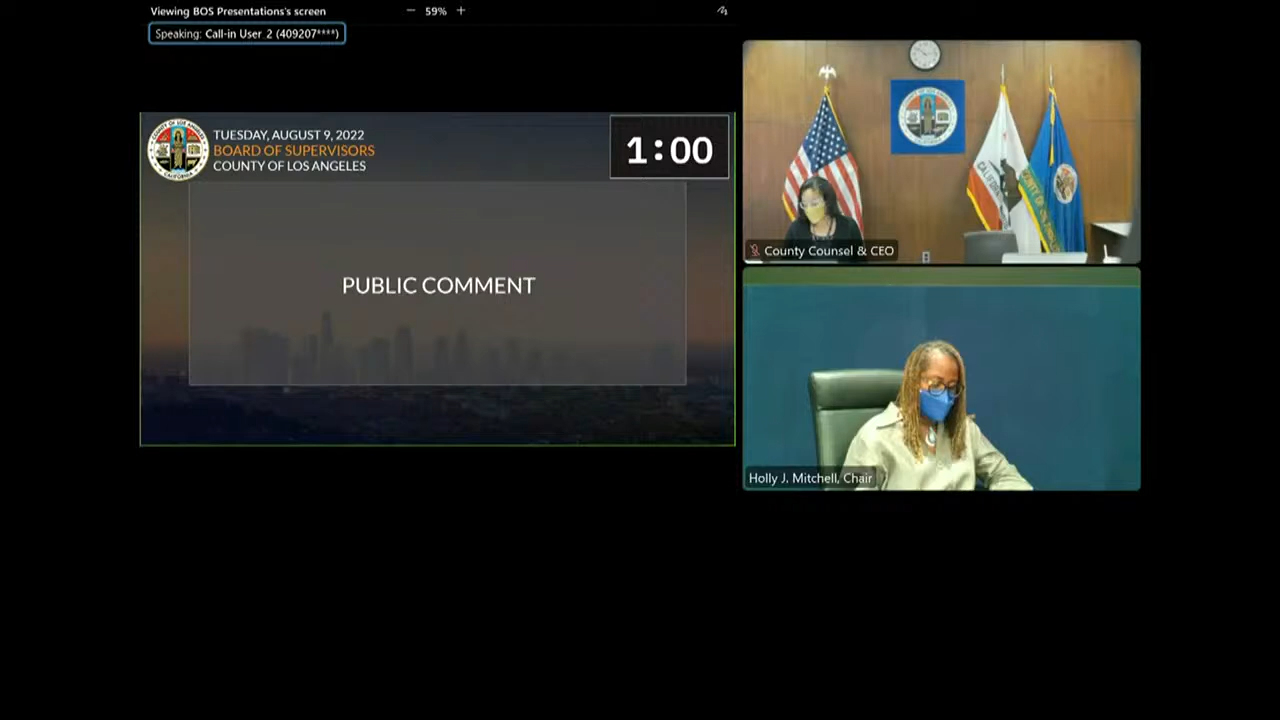 Viewing BOS Presentations's screen
59%
Speaking: Call-in User 2 (409207****)
TUESDAY, AUGUST 9, 2022
BOARD OF SUPERVISORS
COUNTY OF LOS ANGELES
1:00
PUBLIC COMMENT
CALIFORNIA
County Counsel & CEO
Holly J. Mitchell, Chair